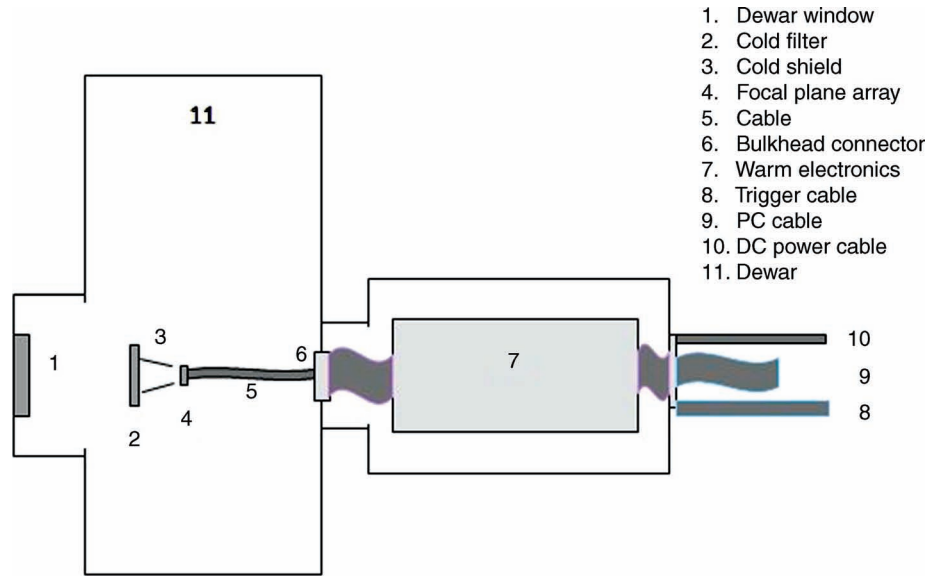 1. Dewar window
2. Cold filter
3. Cold shield
4. Focal plane array
5. Cable
6. Bulkhead connector
7. Warm electronics
8. Trigger cable
9. PC cable
10. DC power cable
11. Dewar
11
3
6
10
1
7
9
5
4
8
2